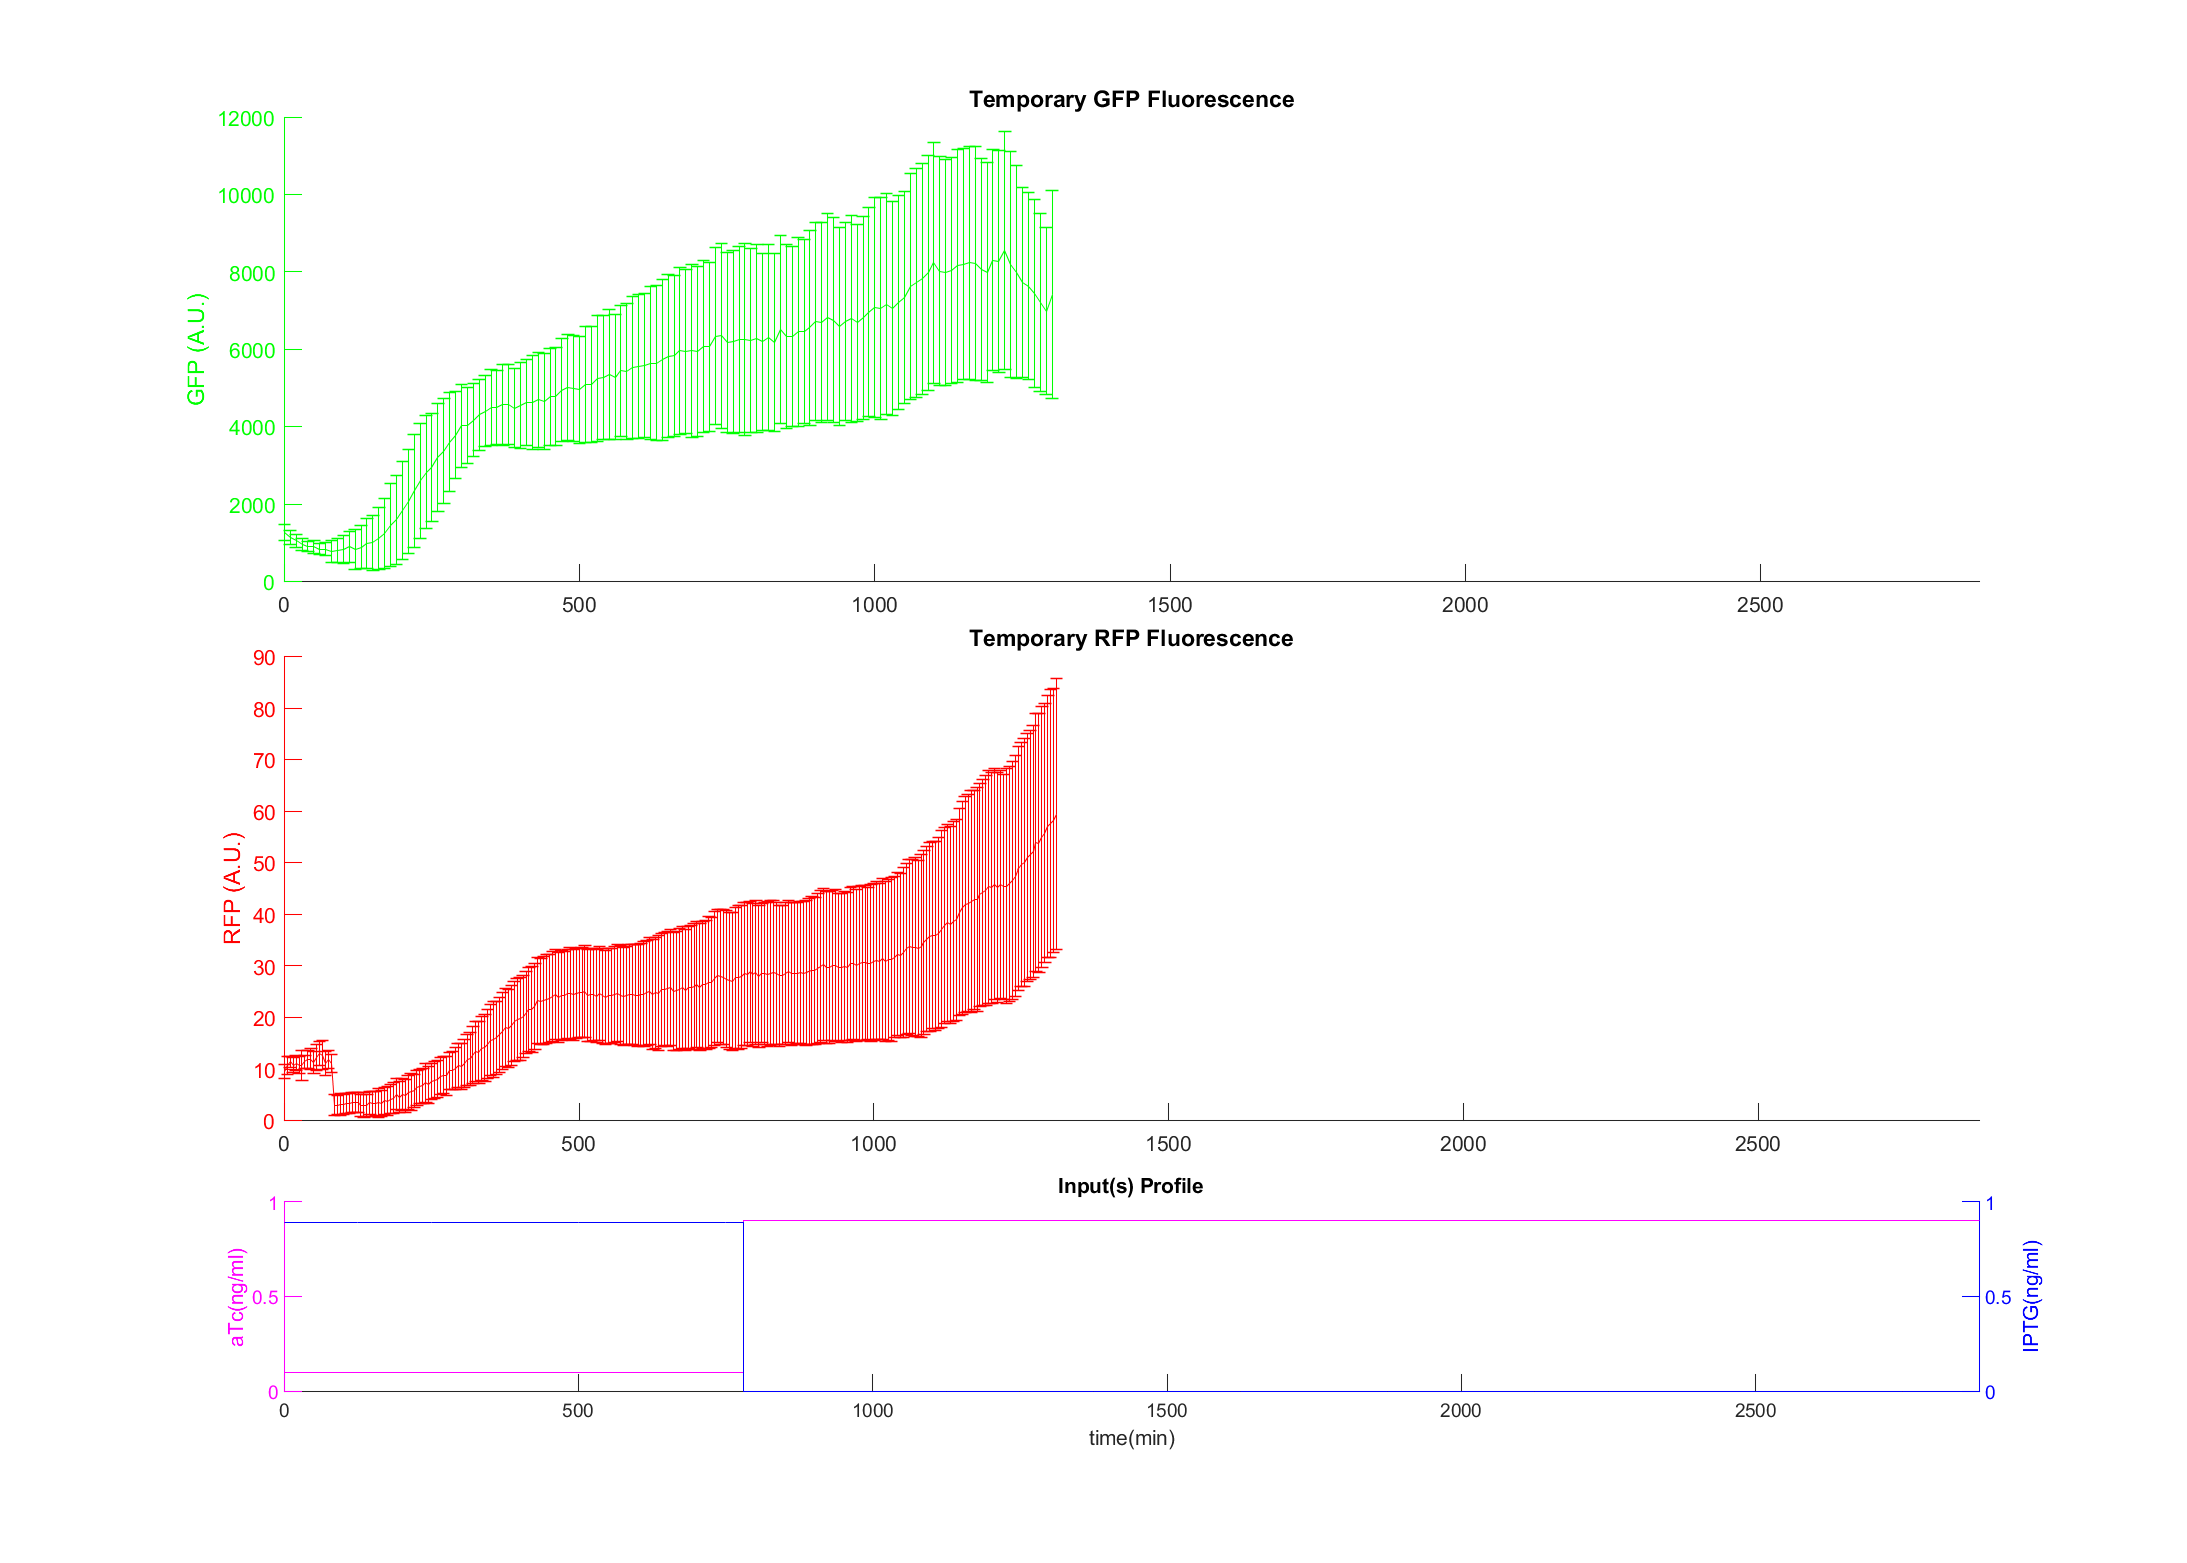 Temporary GFP Fluorescence
12000
10000
8000
6000
4000
2000
0
GFP (A.U.)
0 500 1000 1500 2000 2500
Temporary RFP Fluorescence
90
80
70
60
50
40
30
20
10
0
RFP (A.U.)
0 500 1000 1500 2000 2500
Input(s) Profile
1
0.5
0
aTc(ng/ml)
1
0.5
0
IPTG(ng/ml)
0 500 1000 1500 2000 2500
time(min)